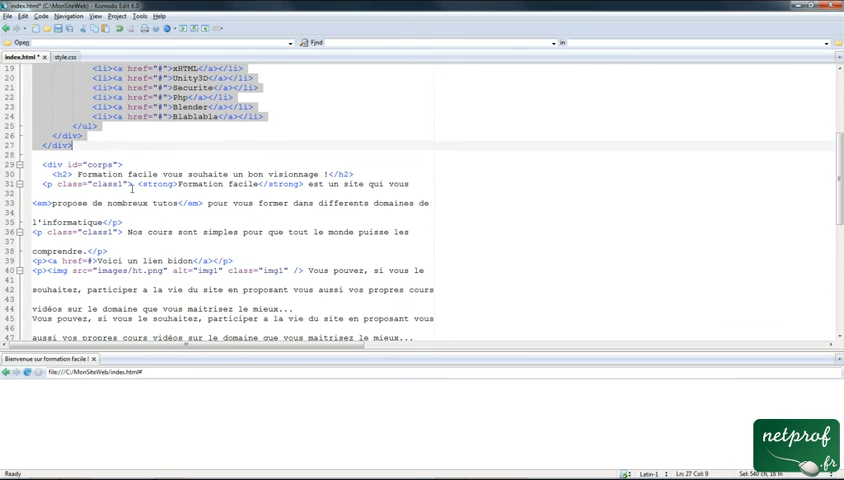 index.html* (C:\MonSiteWeb) - Komodo Edit 6.0
File Edit Code Navigation View Project Tools Help
Open Find in
index.html * style.css
19 <li><a href="#">xHTML</a></li>
20 <li><a href="#">Unity3D</a></li>
21 <li><a href="#">Securite</a></li>
22 <li><a href="#">Php</a></li>
23 <li><a href="#">Blender</a></li>
24 <li><a href="#">Blablabla</a></li>
25 </ul>
26 </div>
27 </div>
28
29 <div id="corps">
30 <h2> Formation facile vous souhaite un bon visionnage !</h2>
31 <p class="class1"> <strong>Formation facile</strong> est un site qui vous
32
33 <em>propose de nombreux tutos</em> pour vous former dans differents domaines de
34
35 l'informatique</p>
36 <p class="class1"> Nos cours sont simples pour que tout le monde puisse les
37
38 comprendre.</p>
39 <p><a href=#>Voici un lien bidon</a></p>
40 <p><img src="images/ht.png" alt="img1" class="img1" /> Vous pouvez, si vous le
41
42 souhaitez, participer a la vie du site en proposant vous aussi vos propres cours
43
44 vidéos sur le domaine que vous maitrisez le mieux...
45 Vous pouvez, si vous le souhaitez, participer a la vie du site en proposant vous
46
47 aussi vos propres cours vidéos sur le domaine que vous maitrisez le mieux...
Bienvenue sur formation facile !
file:///C:/MonSiteWeb/index.html#
netprof
.fr
Ready Latin-1 Ln: 27 Col: 9 Sel: 540 ch, 16 ln